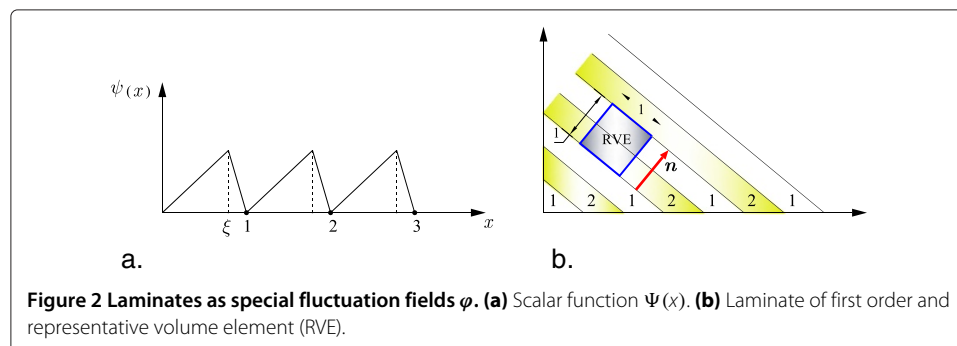 ψ(x)
ξ 1 2 3 x
a.
b.
1
1
RVE
n
1 2 1 2 1 2 1
Figure 2 Laminates as special fluctuation fields φ. (a) Scalar function Ψ(x). (b) Laminate of first order and
representative volume element (RVE).